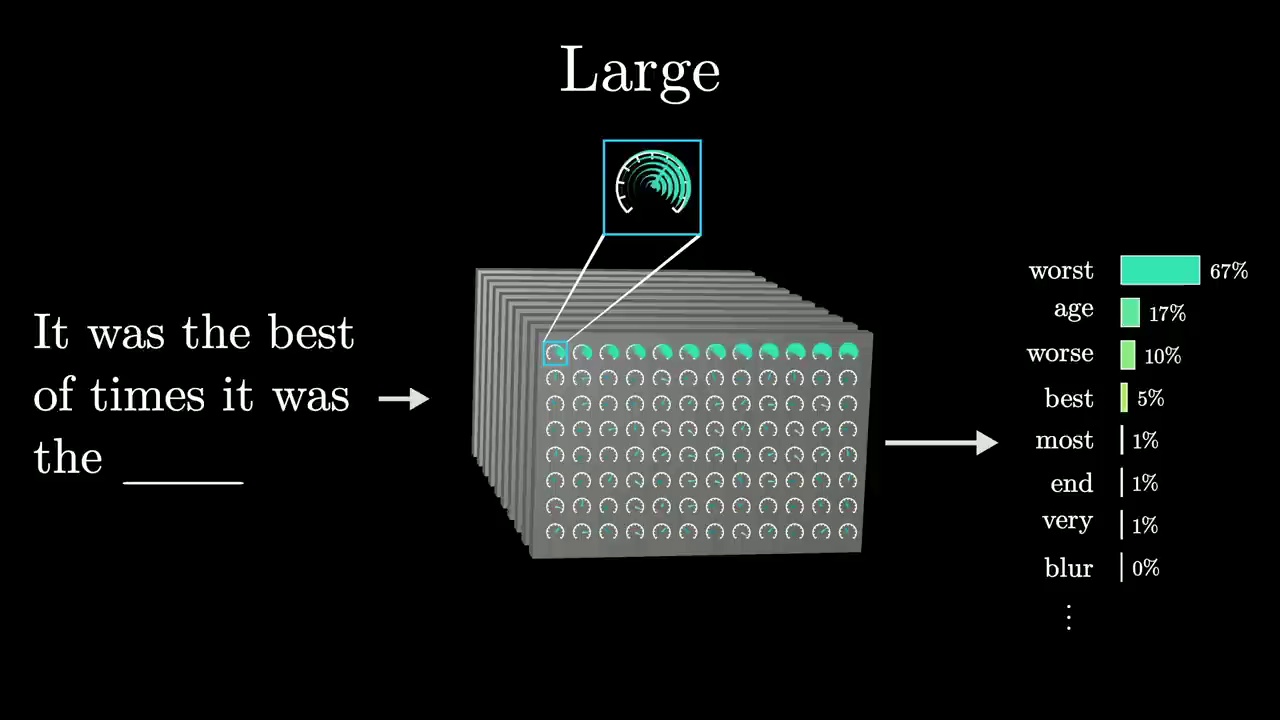 Large
It was the best
of times it was
the
worst 67%
age 17%
worse 10%
best 5%
most 1%
end 1%
very 1%
blur 0%